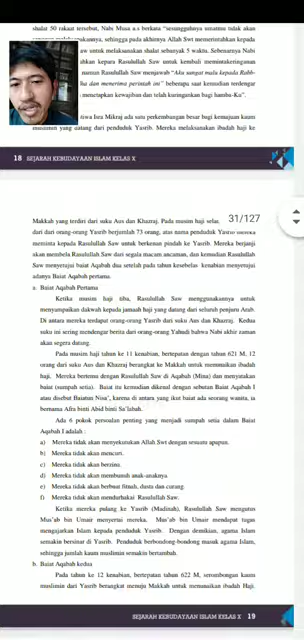 shalat 50 rakaat tersebut, Nabi Musa a.s berkata "sesungguhnya umatmu tidak akan
sehingga pada akhirnya Allah Swt memerintahkan kepada
untuk melaksanakan shalat sebanyak 5 waktu. Sebenarnya Nabi
kepara Rasulullah Saw untuk kembali memintakeringanan
Rasulullah Saw menjawab "Aku sangat malu kepada Rabb-
dan menerima perintah ini" beberapa saat kemudian terdengar
menetapkan kewajiban dan telah kuringankan bagi hamba-Ku".
Isra Mikraj ada satu perkembangan besar bagi kemajuan kaum
muslimin yang datang dari penduduk Yasrib. Mereka melaksanakan ibadah haji ke
18 SEJARAH KEBUDAYAAN ISLAM KELAS X
31/127
Makkah yang terdiri dari suku Aus dan Khazraj. Pada musim haji
dari orang-orang Yasrib berjumlah 73 orang, atas nama penduduk Yasrib mereka
meminta kepada Rasulullah Saw untuk berkenan pindah ke Yasrib. Mereka berjanji
akan membela Rasulullah Saw dari segala macam ancaman, dan kemudian Rasulullah
Saw menyetujui baiat Aqabah dua setelah pada tahun kesebelas kenabian menyetujui
adanya Baiat Aqabah Pertama
a. Baiat Aqabah Pertama
Ketika musim haji tiba, Rasulullah Saw menggunakannya untuk
menyampaikan dakwah kepada jamaah haji yang datang dari seluruh penjuru Arab.
Di antara mereka terdapat orang-orang Yasrib dari suku Aus dan Khazraj. Kedua
suku ini sering mendengar berita dari orang-orang Yahudi bahwa Nabi akhir zaman
akan segera datang.
Pada musim haji tahun ke 11 kenabian, bertepatan dengan tahun 621 M, 12
orang dari suku Aus dan Khazraj berangkat ke Makkah untuk menunaikan ibadah
haji. Mereka bertemu dengan Rasulullah Saw di Aqabah (Mina) dan menyatakan
baiat (sumpah setia). Baiat itu kemudian dikenal dengan sebutan Baiat Aqabah I
atau disebut Baiatun Nisa', karena di antara yang ikut baiat ada seorang wanita, ia
bernama Afra binti Abid binti Sa'labah.
Ada 6 pokok persoalan penting yang menjadi sumpah setia dalam Baiat
Aqabah I adalah :
a) Mereka tidak akan menyekutukan Allah Swt dengan sesuatu apapun.
b) Mereka tidak akan mencuri.
c) Mereka tidak akan berzina.
d) Mereka tidak akan membunuh anak-anaknya.
e) Mereka tidak akan berbuat fitnah, dusta dan curang.
f) Mereka tidak akan mendurhakai Rasulullah Saw.
Ketika mereka pulang ke Yasrib (Madinah), Rasulullah Saw mengutus
Mus'ab bin Umair menyertai mereka. Mus'ab bin Umair mendapat tugas
mengajarkan Islam kepada penduduk Yasrib. Dengan demikian, agama Islam
semakin bersinar di Yasrib. Penduduk berbondong-bondong masuk agama Islam,
sehingga jumlah kaum muslimin semakin bertambah.
b. Baiat Aqabah kedua
Pada tahun ke 12 kenabian, bertepatan tahun 622 M, serombongan kaum
muslimin dari Yasrib berangkat menuju Makkah untuk menunaikan ibadah Haji.
SEJARAH KEBUDAYAAN ISLAM KELAS X 19